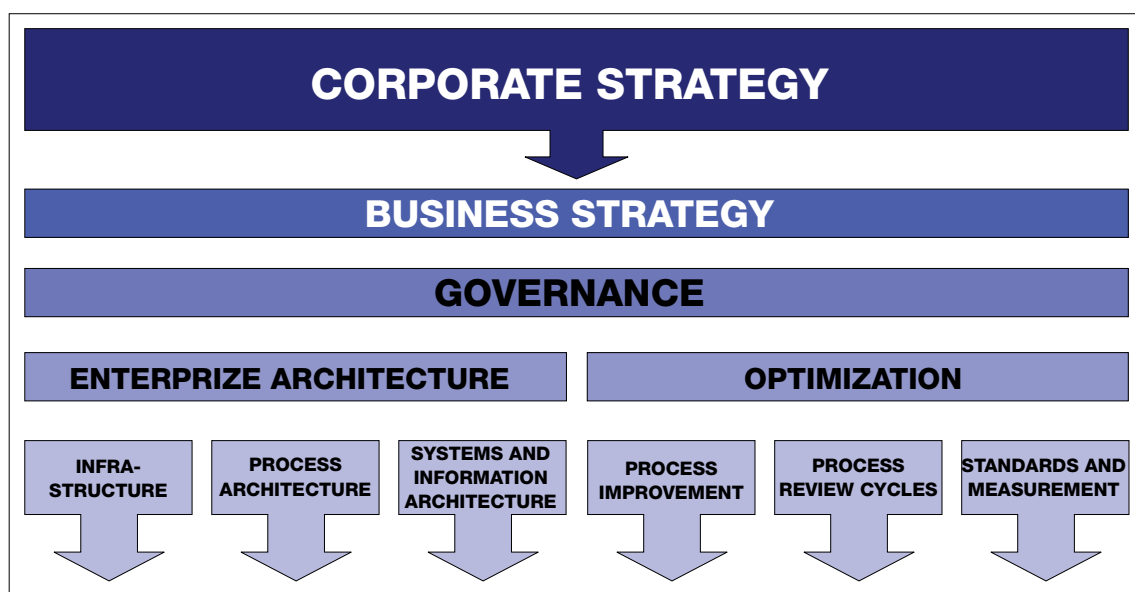 CORPORATE STRATEGY
BUSINESS STRATEGY
GOVERNANCE
ENTERPRIZE ARCHITECTURE
OPTIMIZATION
INFRA-
STRUCTURE
PROCESS
ARCHITECTURE
SYSTEMS AND
INFORMATION
ARCHITECTURE
PROCESS
IMPROVEMENT
PROCESS
REVIEW CYCLES
STANDARDS AND
MEASUREMENT